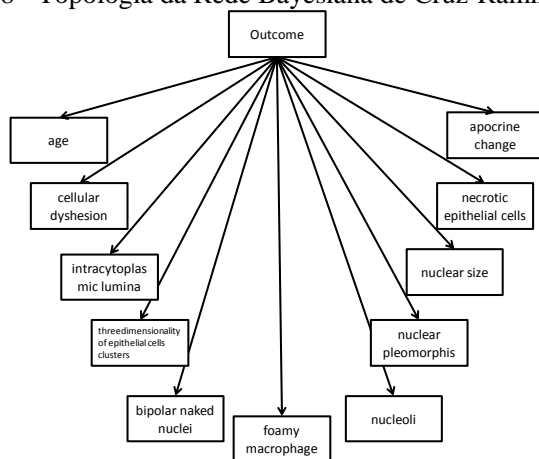 Topologia da Rede Bayesiana de Cruz-
Outcome
age
apocrine
change
cellular
dyshesion
necrotic
epithelial cells
intracytoplas
mic lumina
nuclear size
threedimensionality
of epithelial cells
clusters
nuclear
pleomorphis
bipolar naked
nuclei
nucleoli
foamy
macrophage